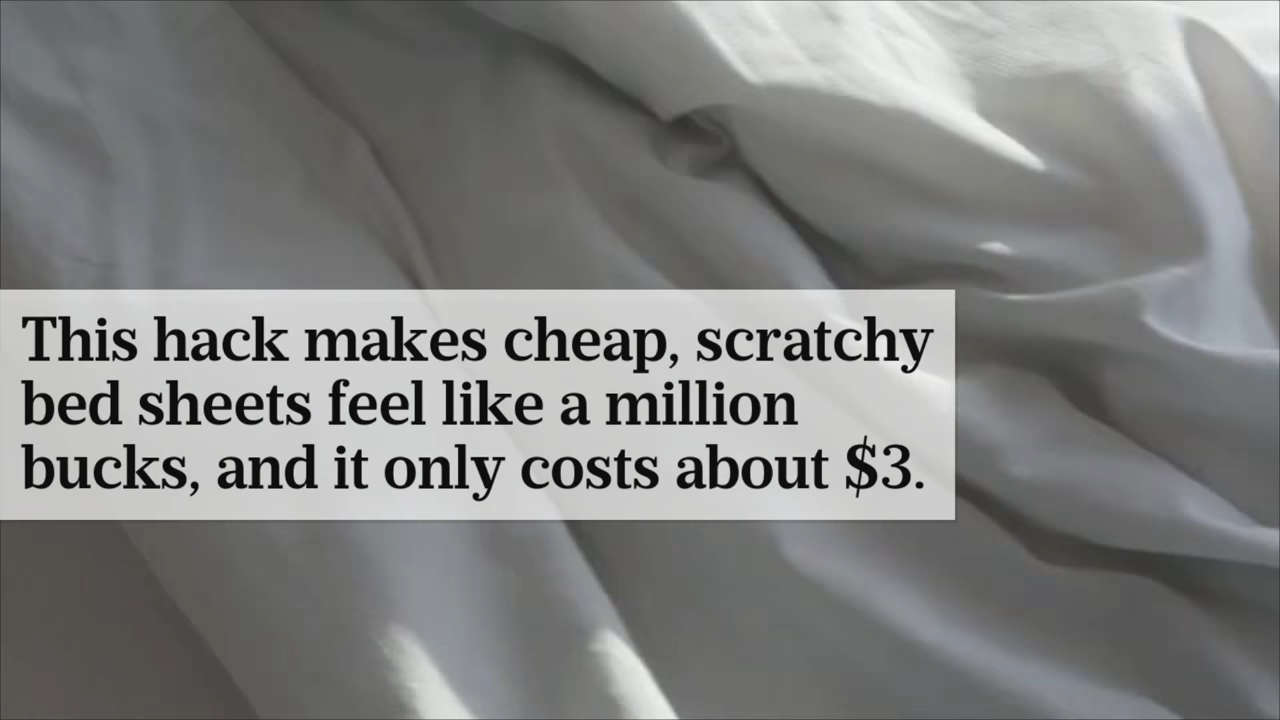 This hack makes cheap, scratchy
bed sheets feel like a million
bucks, and it only costs about $3.